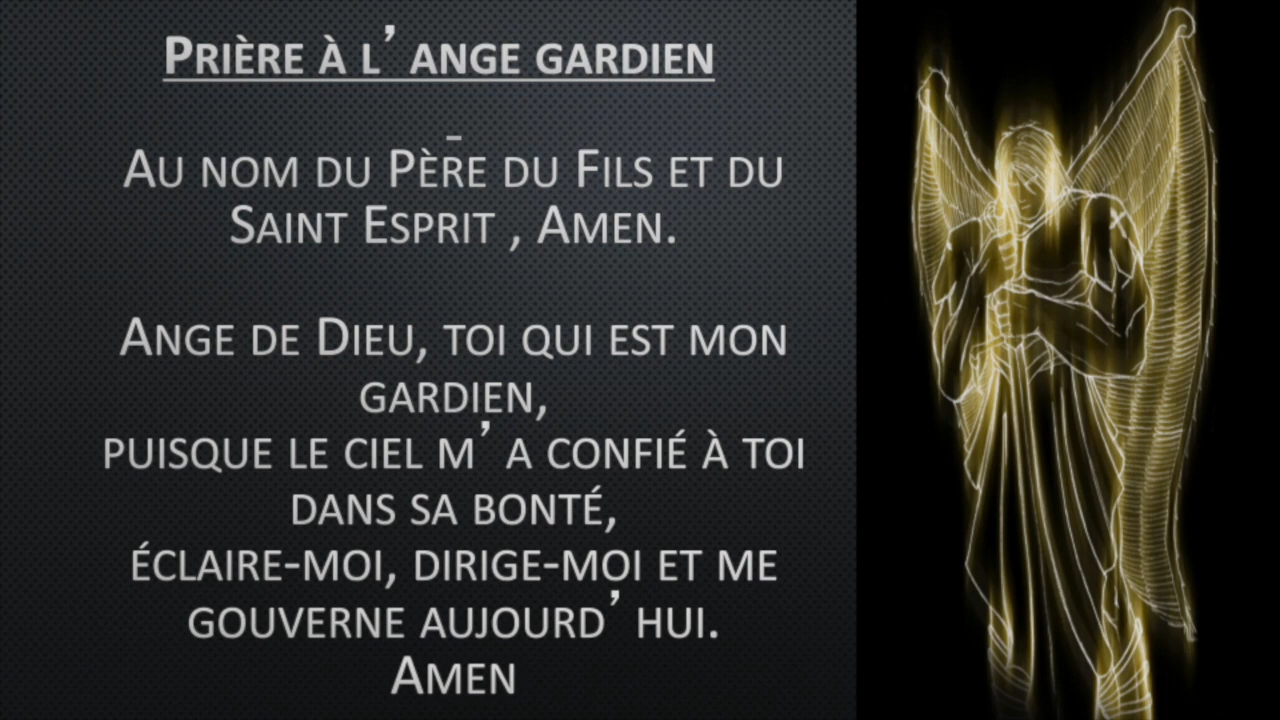 Prière à l’ange gardien
-
Au nom du Père du Fils et du
Saint Esprit , Amen.
Ange de Dieu, toi qui est mon
gardien,
puisque le ciel m’a confié à toi
dans sa bonté,
éclaire-moi, dirige-moi et me
gouverne aujourd’hui.
Amen